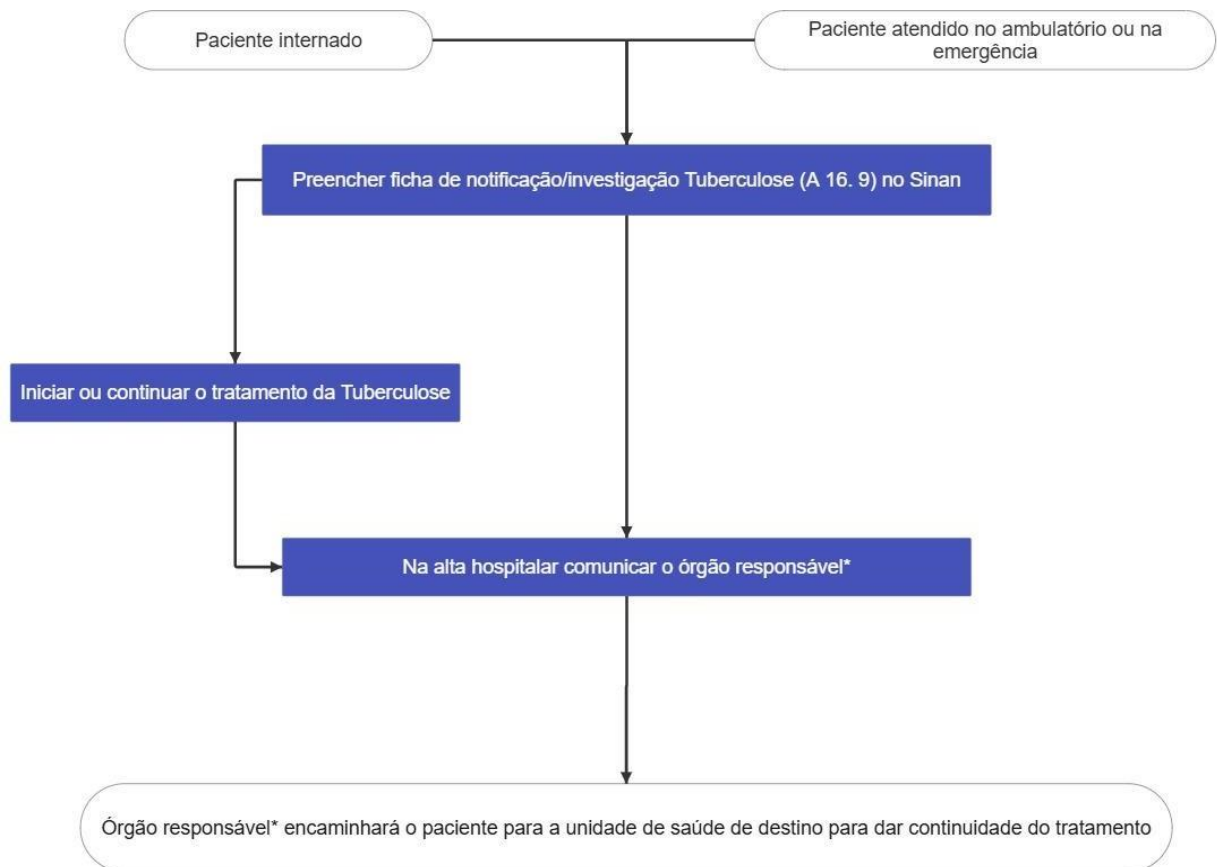 Paciente internado
Paciente atendido no ambulatório ou na
emergência
Preencher ficha de notificação/investigação Tuberculose (A 16. 9) no Sinan
Iniciar ou continuar o tratamento da Tuberculose
Na alta hospitalar comunicar o órgão responsável*
Órgão responsável* encaminhará o paciente para a unidade de saúde de destino para dar continuidade do tratamento